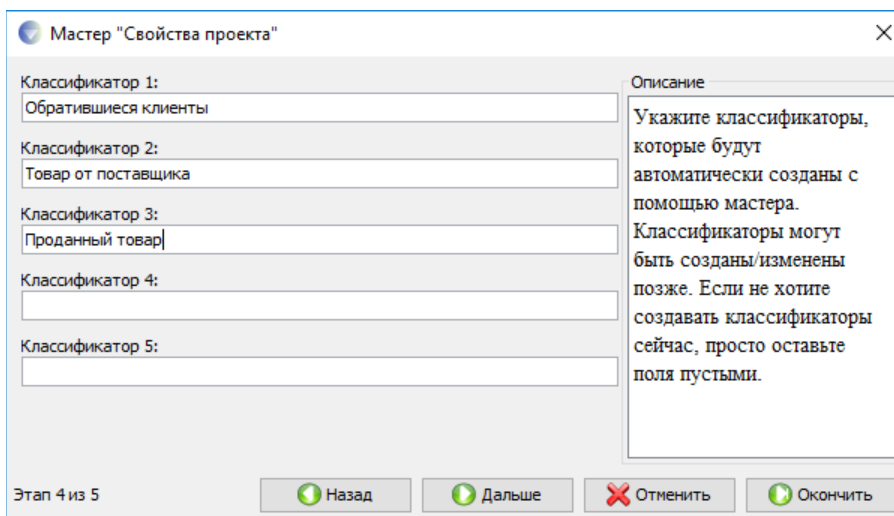 Мастер "Свойства проекта"
Классификатор 1:
Обратившиеся клиенты
Классификатор 2:
Товар от поставщика
Классификатор 3:
Проданный товар
Классификатор 4:
Классификатор 5:
Описание
Укажите классификаторы,
которые будут
автоматически созданы с
помощью мастера.
Классификаторы могут
быть созданы/изменены
позже. Если не хотите
создавать классификаторы
сейчас, просто оставьте
поля пустыми.
Этап 4 из 5
Назад
Дальше
Отменить
Окончить